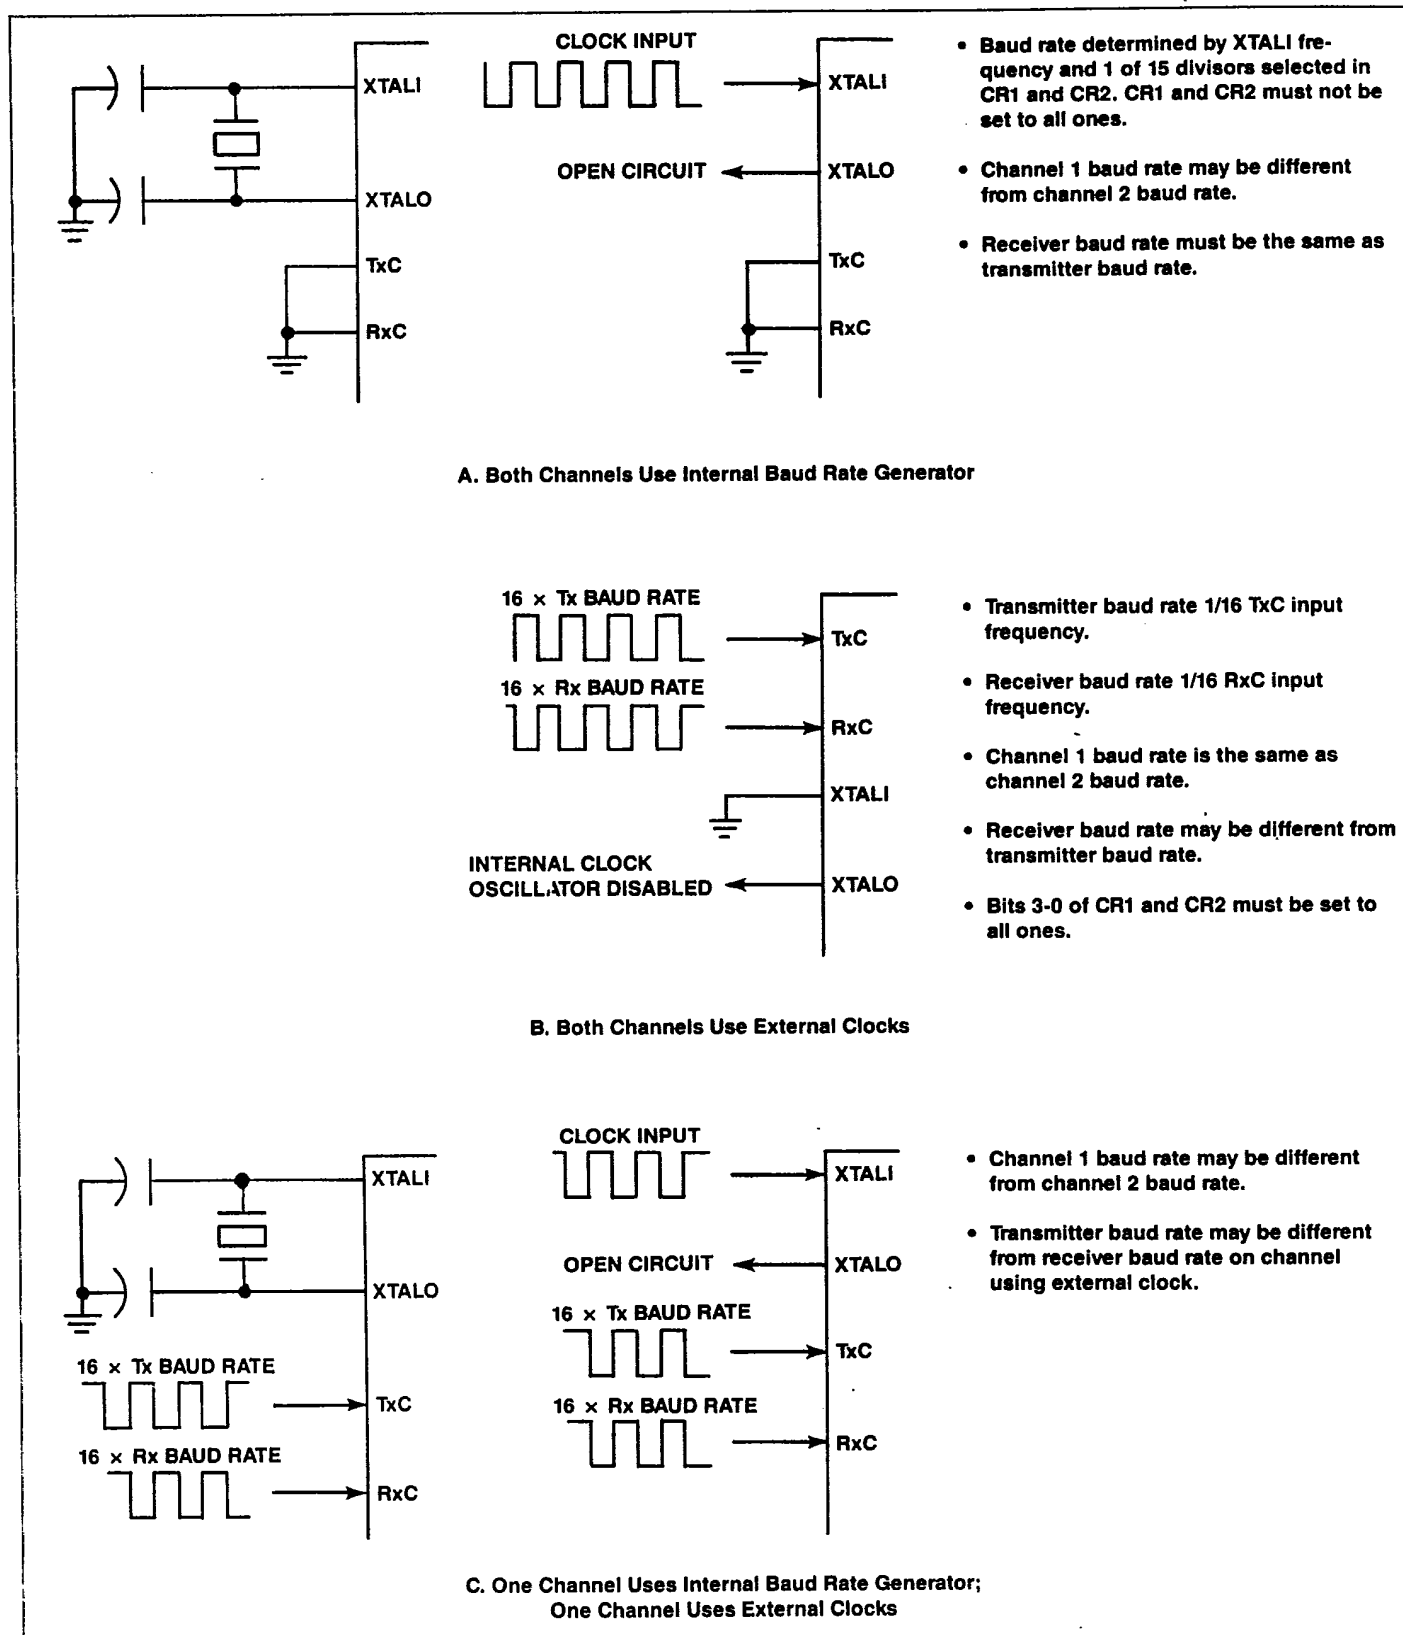 CLOCK INPUT
XTALI
XTALO
TxC
RxC
XTALI
OPEN CIRCUIT
XTALO
TxC
RxC
• Baud rate determined by XTALI fre-
quency and 1 of 15 divisors selected in
CR1 and CR2. CR1 and CR2 must not be
set to all ones.
• Channel 1 baud rate may be different
from channel 2 baud rate.
• Receiver baud rate must be the same as
transmitter baud rate.
A. Both Channels Use Internal Baud Rate Generator
16 × Tx BAUD RATE
TxC
16 × Rx BAUD RATE
RxC
XTALI
INTERNAL CLOCK
OSCILLATOR DISABLED
XTALO
• Transmitter baud rate 1/16 TxC input
frequency.
• Receiver baud rate 1/16 RxC input
frequency.
• Channel 1 baud rate is the same as
channel 2 baud rate.
• Receiver baud rate may be different from
transmitter baud rate.
• Bits 3-0 of CR1 and CR2 must be set to
all ones.
B. Both Channels Use External Clocks
XTALI
XTALO
16 × Tx BAUD RATE
TxC
16 × Rx BAUD RATE
RxC
CLOCK INPUT
XTALI
OPEN CIRCUIT
XTALO
16 × Tx BAUD RATE
TxC
16 × Rx BAUD RATE
RxC
• Channel 1 baud rate may be different
from channel 2 baud rate.
• Transmitter baud rate may be different
from receiver baud rate on channel
using external clock.
C. One Channel Uses Internal Baud Rate Generator;
One Channel Uses External Clocks